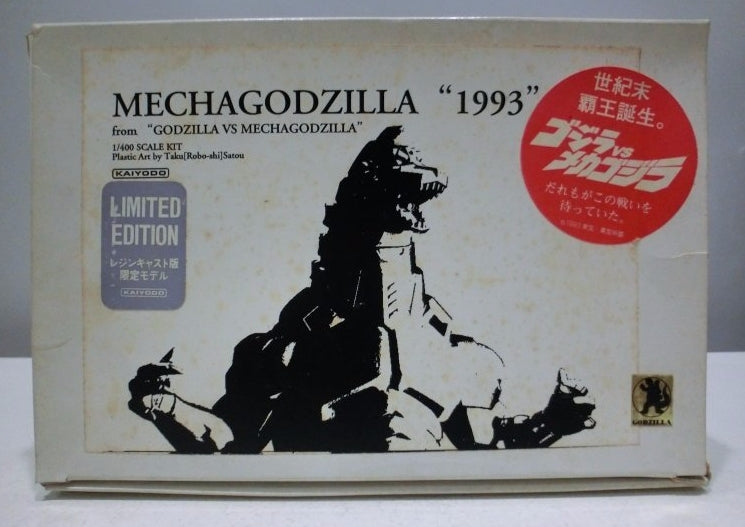 MECHAGODZILLA “1993”
from “GODZILLA VS MECHAGODZILLA”
1/400 SCALE KIT
Plastic Art by Taku[Robo-shi]Satou
KAIYODO
LIMITED
EDITION
レジンキャスト版
限定モデル
KAIYODO
世紀末
覇王誕生。
ゴジラVS
メカゴジラ
だれもがこの戦いを
待っていた。
GODZILLA